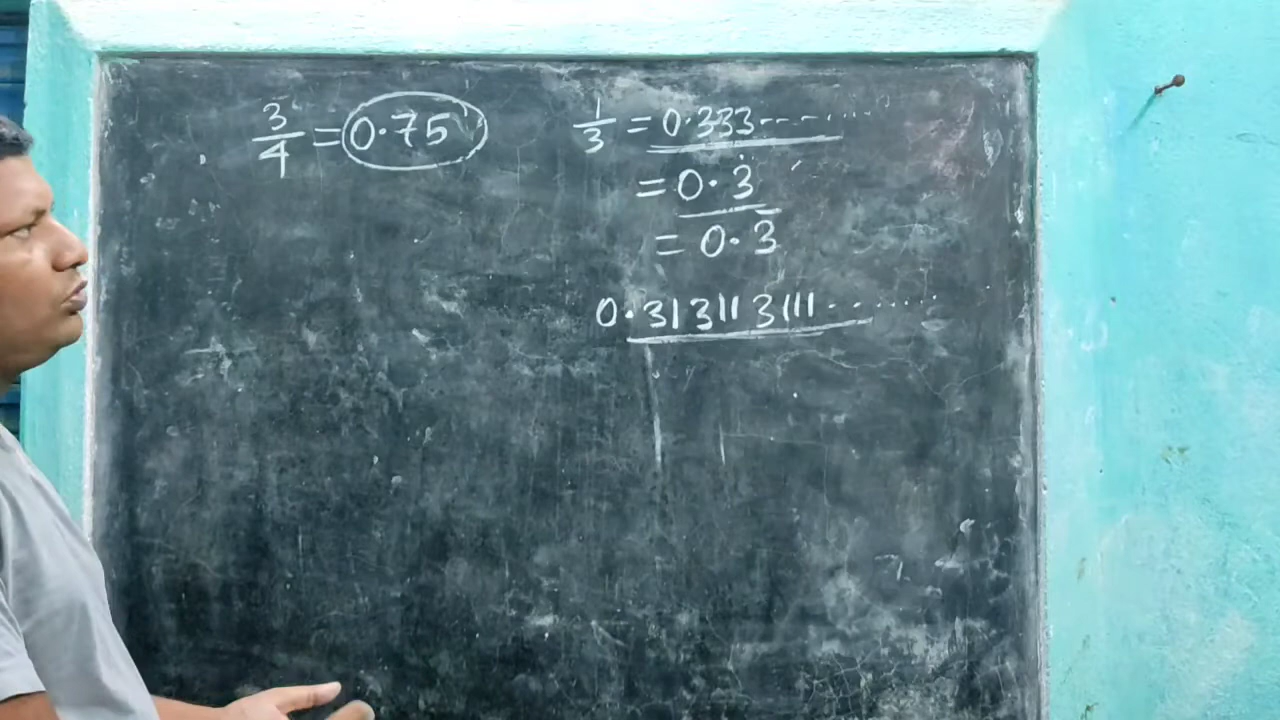 3/4 = 0.75
1/3 = 0.333---.....
= 0.3̇
= 0.3̅
0.313113111.......